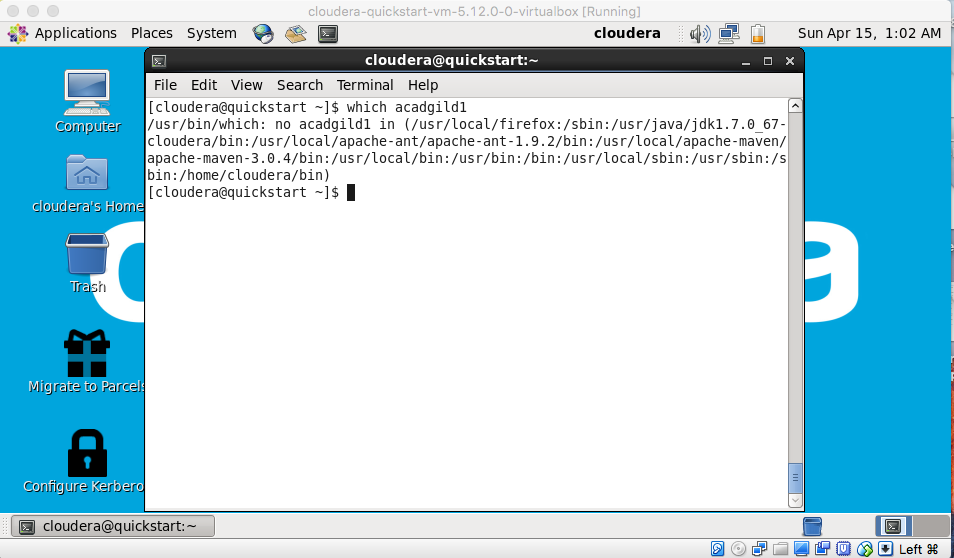 cloudera-quickstart-vm-5.12.0-0-virtualbox [Running]
Applications Places System cloudera Sun Apr 15, 1:02 AM
cloudera@quickstart:~
File Edit View Search Terminal Help
[cloudera@quickstart ~]$ which acadgild1
/usr/bin/which: no acadgild1 in (/usr/local/firefox:/sbin:/usr/java/jdk1.7.0_67-
cloudera/bin:/usr/local/apache-ant/apache-ant-1.9.2/bin:/usr/local/apache-maven/
apache-maven-3.0.4/bin:/usr/local/bin:/usr/bin:/bin:/usr/local/sbin:/usr/sbin:/s
bin:/home/cloudera/bin)
[cloudera@quickstart ~]$
Computer
cloudera's Home
Trash
Migrate to Parcels
Configure Kerbero
a
cloudera@quickstart:~
Left ⌘